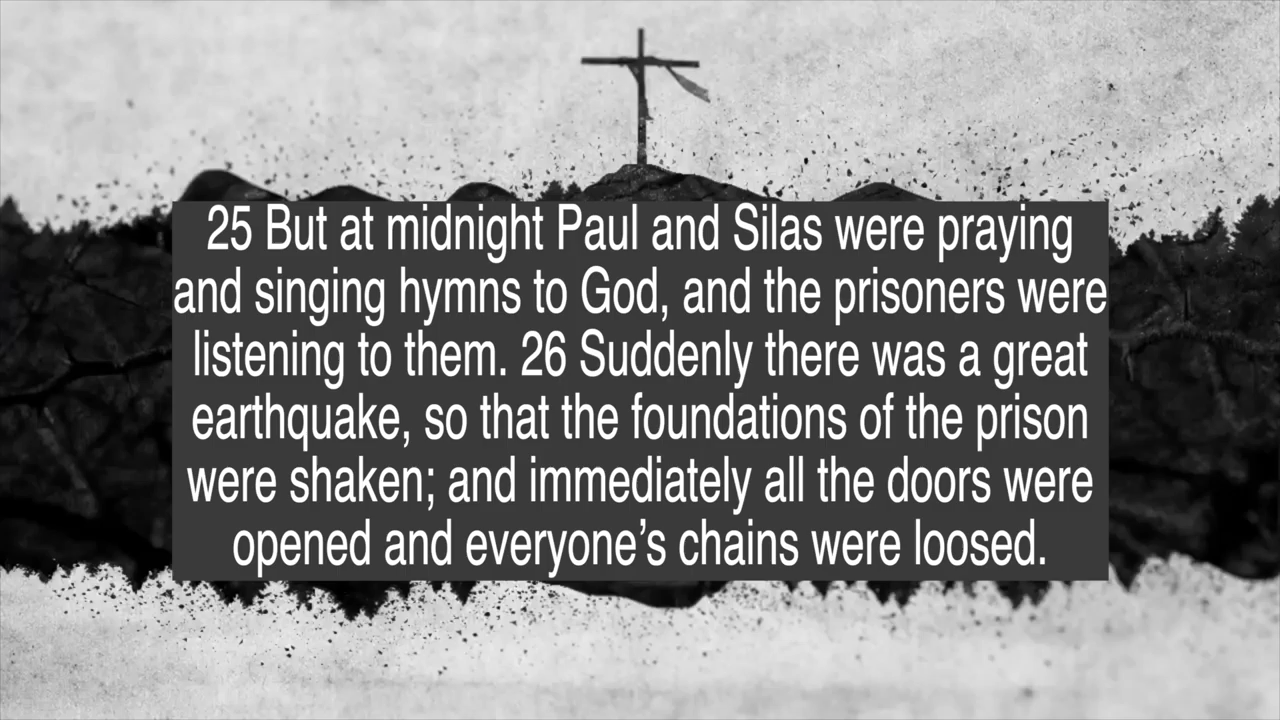 25 But at midnight Paul and Silas were praying
and singing hymns to God, and the prisoners were
listening to them. 26 Suddenly there was a great
earthquake, so that the foundations of the prison
were shaken; and immediately all the doors were
opened and everyone’s chains were loosed.